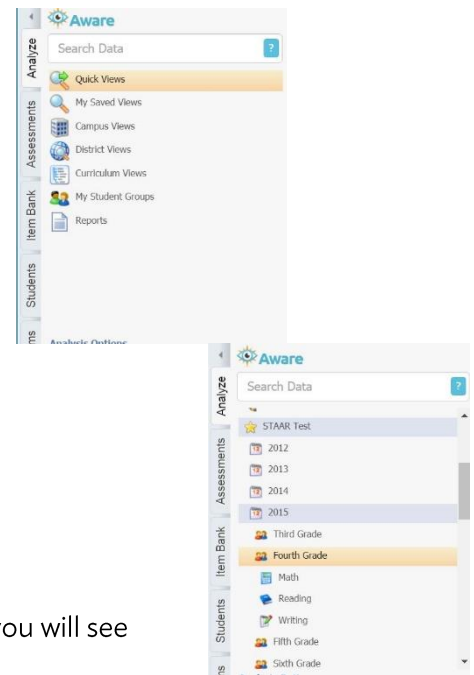 Aware
Search Data
?
Quick Views
My Saved Views
Campus Views
District Views
Curriculum Views
My Student Groups
Reports
Analyze
Assessments
Item Bank
Students
Analysis Options
Aware
Search Data
?
STAAR Test
2012
2013
2014
2015
Third Grade
Fourth Grade
Math
Reading
Writing
Fifth Grade
Sixth Grade
Analyze
Assessments
Item Bank
Students
you will see